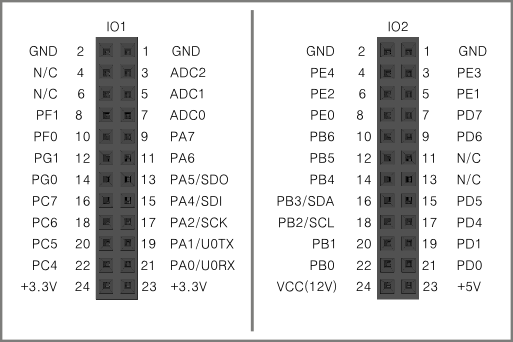 IO1
GND 2 1 GND
N/C 4 3 ADC2
N/C 6 5 ADC1
PF1 8 7 ADC0
PF0 10 9 PA7
PG1 12 11 PA6
PG0 14 13 PA5/SDO
PC7 16 15 PA4/SDI
PC6 18 17 PA2/SCK
PC5 20 19 PA1/U0TX
PC4 22 21 PA0/U0RX
+3.3V 24 23 +3.3V
IO2
GND 2 1 GND
PE4 4 3 PE3
PE2 6 5 PE1
PE0 8 7 PD7
PB6 10 9 PD6
PB5 12 11 N/C
PB4 14 13 N/C
PB3/SDA 16 15 PD5
PB2/SCL 18 17 PD4
PB1 20 19 PD1
PB0 22 21 PD0
VCC(12V) 24 23 +5V